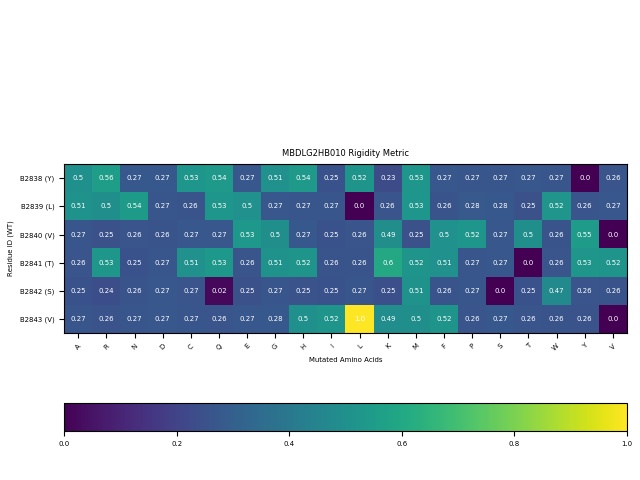 MBDLG2HB010 Rigidity Metric
B2838 (Y) 0.5 0.56 0.27 0.27 0.53 0.54 0.27 0.51 0.54 0.25 0.52 0.23 0.53 0.27 0.27 0.27 0.27 0.27 0.0 0.26
B2839 (L) 0.51 0.5 0.54 0.27 0.26 0.53 0.5 0.27 0.27 0.27 0.0 0.26 0.53 0.26 0.28 0.28 0.25 0.52 0.26 0.27
B2840 (V) 0.27 0.25 0.26 0.26 0.27 0.27 0.53 0.5 0.27 0.25 0.26 0.49 0.25 0.5 0.52 0.27 0.5 0.26 0.55 0.0
B2841 (T) 0.26 0.53 0.25 0.27 0.51 0.53 0.26 0.51 0.52 0.26 0.26 0.6 0.52 0.51 0.27 0.27 0.0 0.26 0.53 0.52
B2842 (S) 0.25 0.24 0.26 0.27 0.27 0.02 0.25 0.27 0.25 0.25 0.27 0.25 0.51 0.26 0.27 0.0 0.25 0.47 0.26 0.26
B2843 (V) 0.27 0.26 0.27 0.27 0.27 0.26 0.27 0.28 0.5 0.52 1.0 0.49 0.5 0.52 0.26 0.27 0.26 0.26 0.26 0.0
Residue ID (WT)
A R N D C Q E G H I L K M F P S T W Y V
Mutated Amino Acids
0.0 0.2 0.4 0.6 0.8 1.0